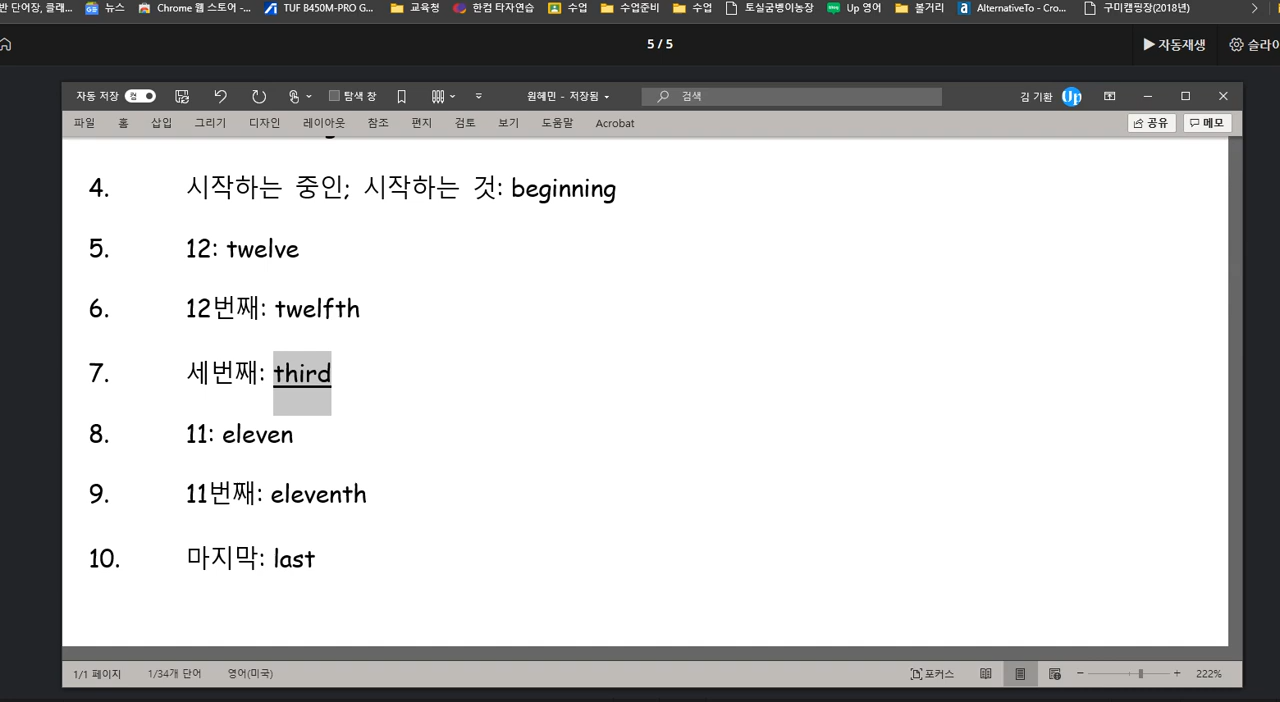 반 단어장, 클래... 뉴스 Chrome 웹 스토어 -... TUF B450M-PRO G... 교육청 한컴 타자연습 수업 수업준비 수업 토실굼벵이농장 Up 영어 볼거리 AlternativeTo - Cro... 구미캠핑장(2018년)
5 / 5 자동재생 슬라이
자동 저장 컴 탐색 창 원혜민 - 저장됨 검색 김 기환 Up
파일 홈 삽입 그리기 디자인 레이아웃 참조 편지 검토 보기 도움말 Acrobat 공유 메모
4. 시작하는 중인; 시작하는 것: beginning
5. 12: twelve
6. 12번째: twelfth
7. 세번째: third
8. 11: eleven
9. 11번째: eleventh
10. 마지막: last
1/1 페이지 1/34개 단어 영어(미국) 포커스 222%